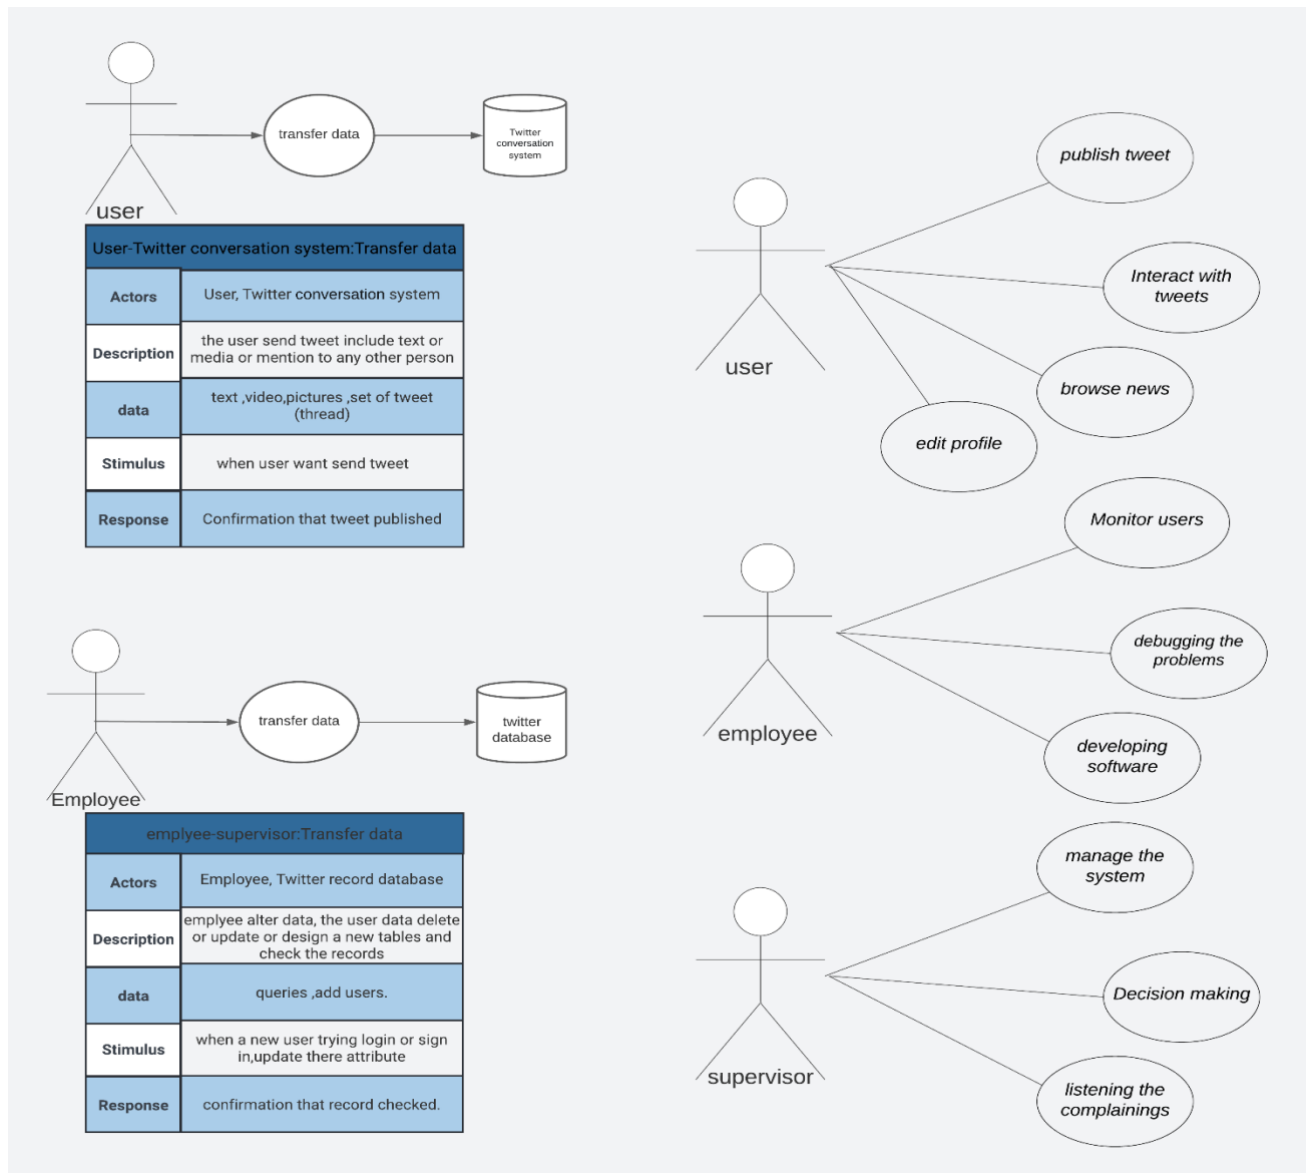 transfer data
Twitter
conversation
system
user
User-Twitter conversation system:Transfer data
Actors
User, Twitter conversation system
Description
the user send tweet include text or
media or mention to any other person
data
text ,video,pictures ,set of tweet
(thread)
Stimulus
when user want send tweet
Response
Confirmation that tweet published
transfer data
twitter
database
Employee
emplyee-supervisor:Transfer data
Actors
Employee, Twitter record database
Description
emplyee alter data, the user data delete
or update or design a new tables and
check the records
data
queries ,add users.
Stimulus
when a new user trying login or sign
in,update there attribute
Response
confirmation that record checked.
publish tweet
Interact with
tweets
user
browse news
edit profile
Monitor users
debugging the
problems
employee
developing
software
manage the
system
Decision making
supervisor
listening the
complainings